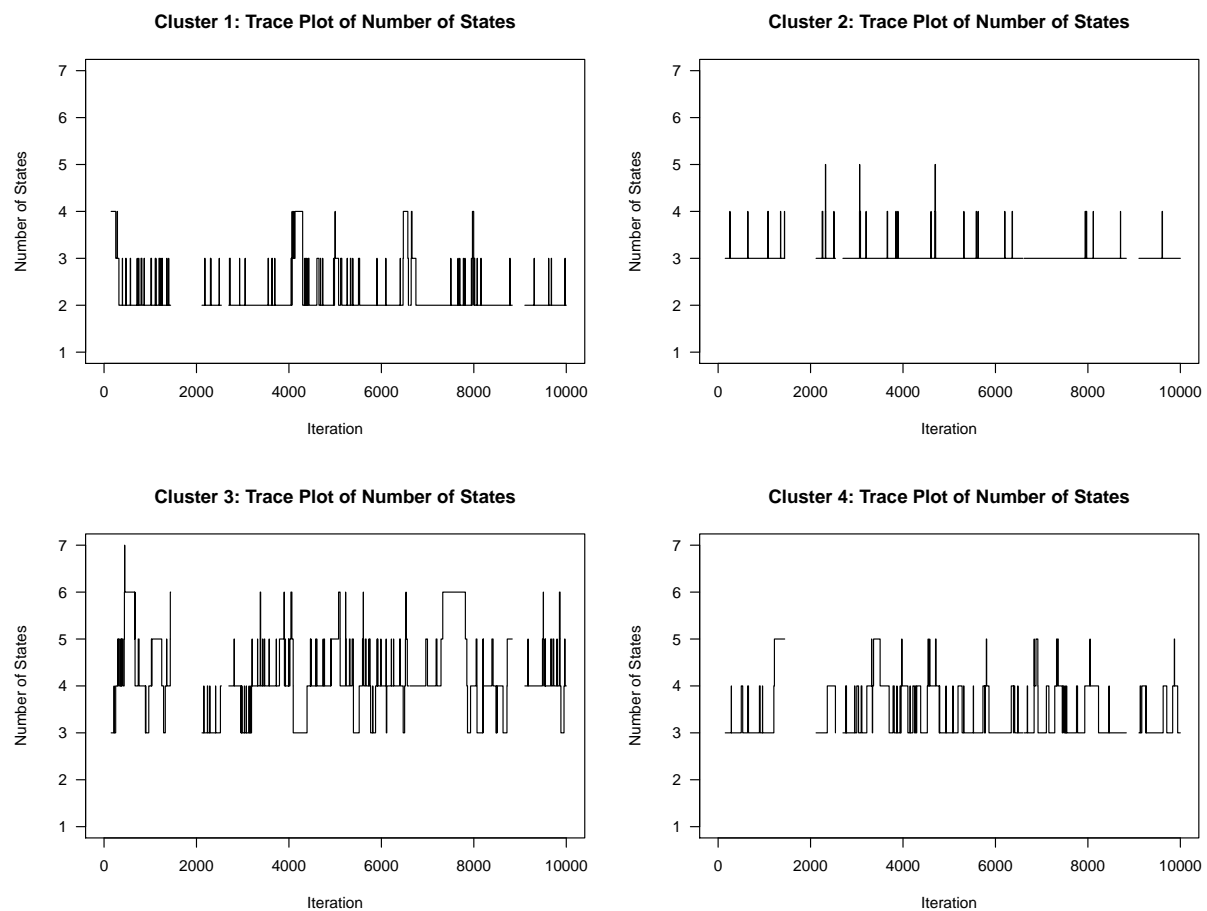 Cluster 1: Trace Plot of Number of States
Number of States
7
6
5
4
3
2
1
0 2000 4000 6000 8000 10000
Iteration
Cluster 2: Trace Plot of Number of States
Number of States
7
6
5
4
3
2
1
0 2000 4000 6000 8000 10000
Iteration
Cluster 3: Trace Plot of Number of States
Number of States
7
6
5
4
3
2
1
0 2000 4000 6000 8000 10000
Iteration
Cluster 4: Trace Plot of Number of States
Number of States
7
6
5
4
3
2
1
0 2000 4000 6000 8000 10000
Iteration